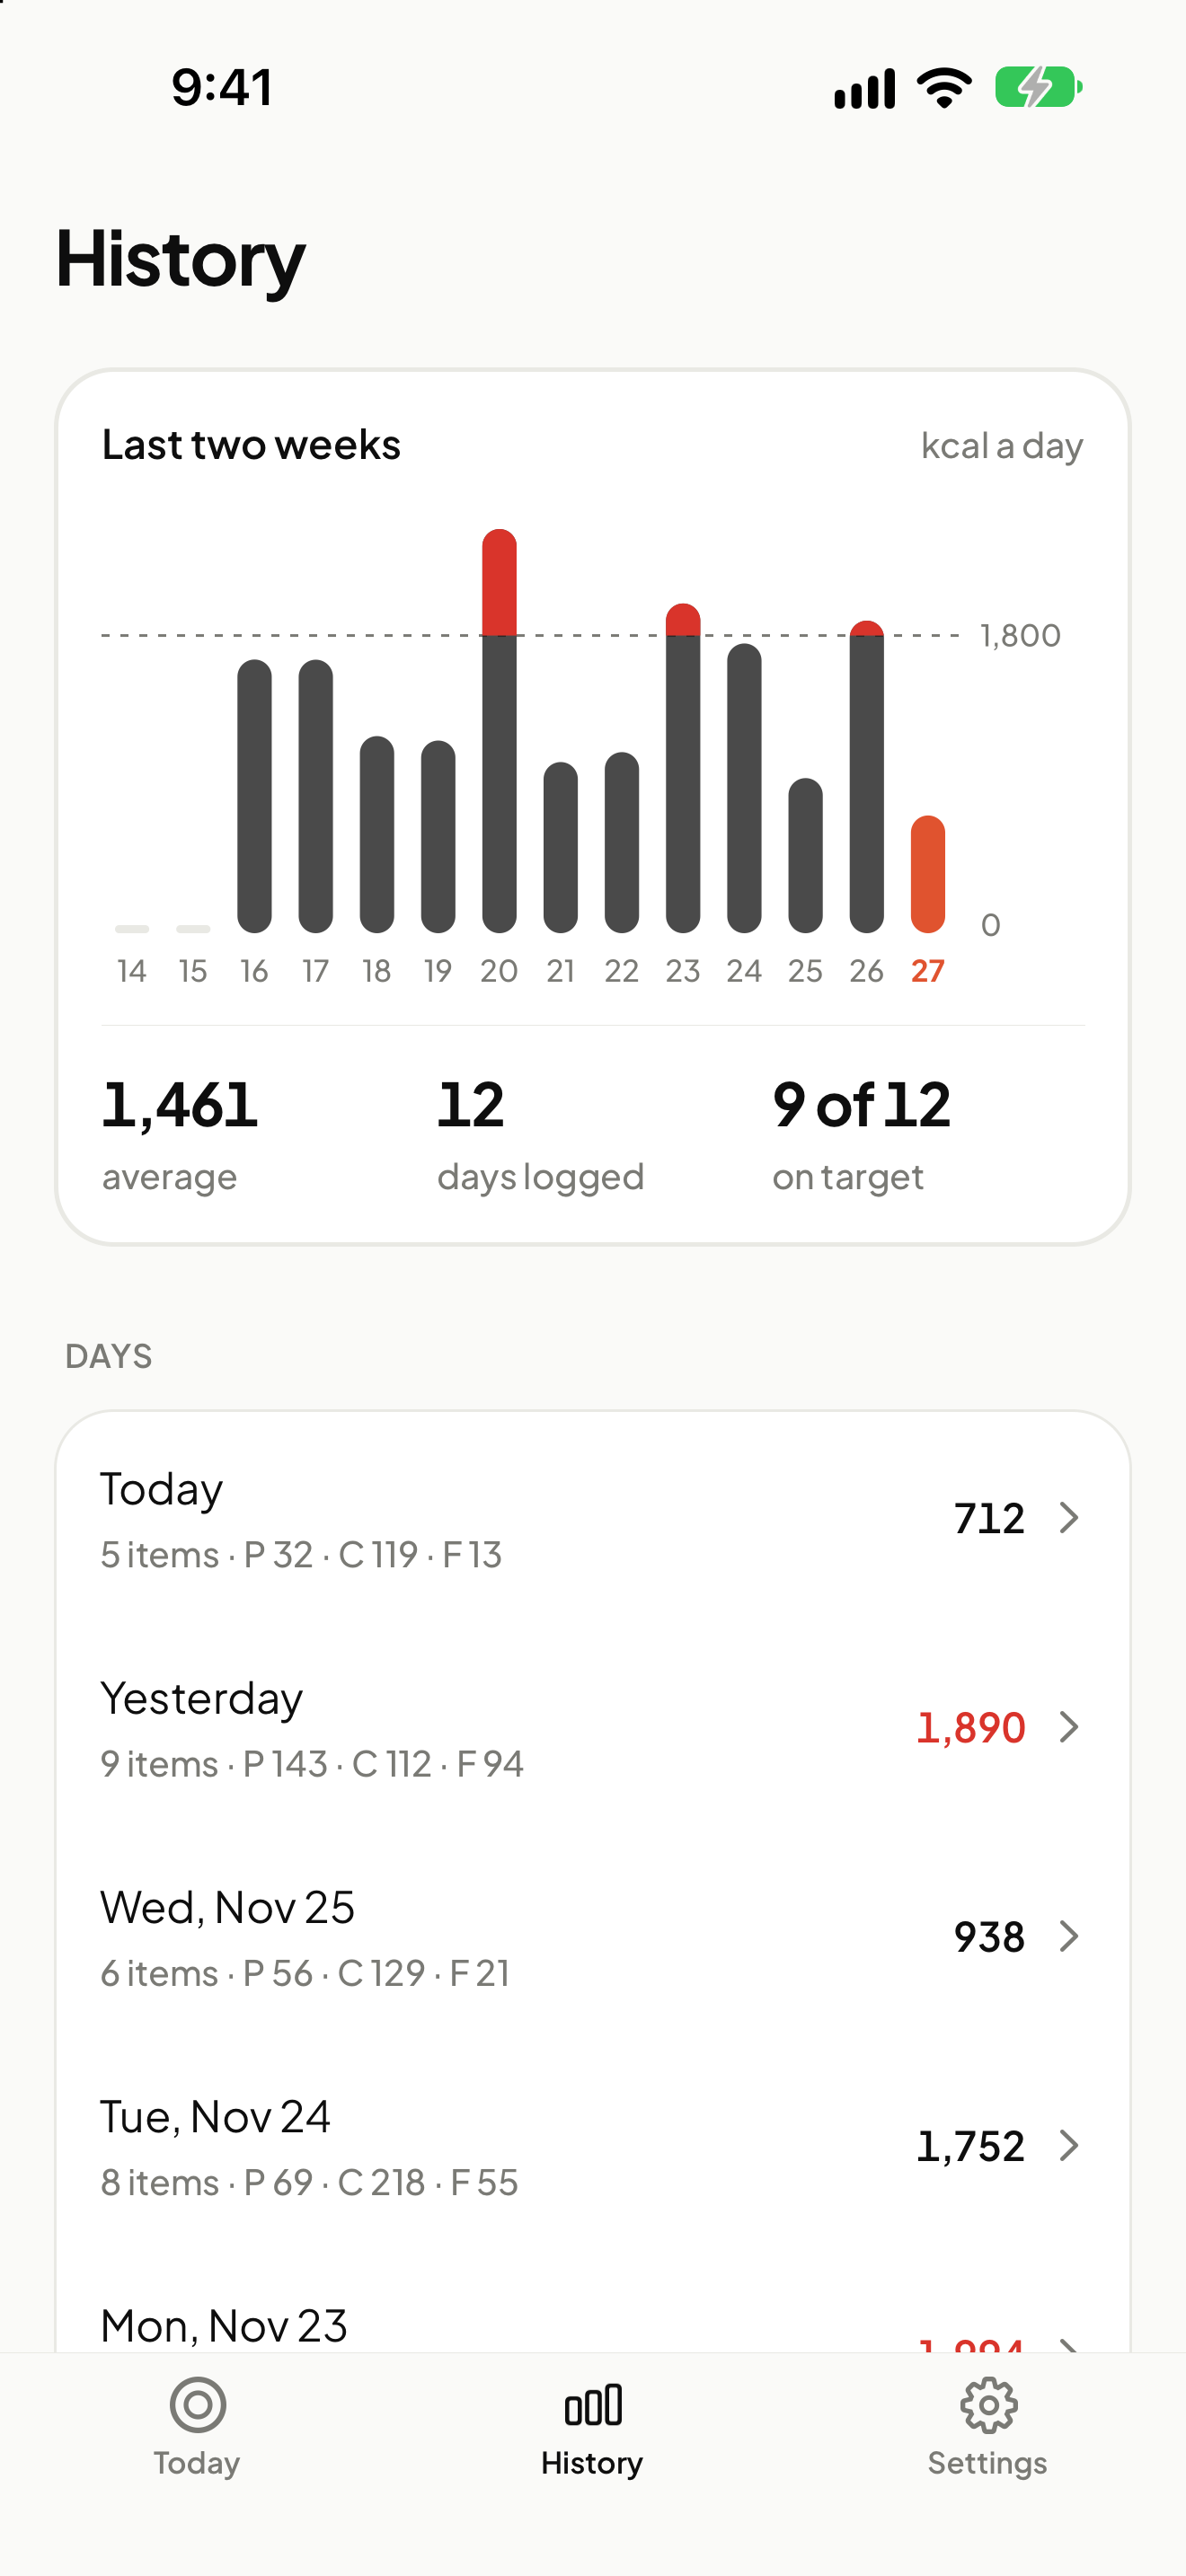 9:41
History
Last two weeks kcal a day
1,800
0
14 15 16 17 18 19 20 21 22 23 24 25 26 27
1,461 12 9 of 12
average days logged on target
DAYS
Today
712
5 items · P 32 · C 119 · F 13
Yesterday
1,890
9 items · P 143 · C 112 · F 94
Wed, Nov 25
938
6 items · P 56 · C 129 · F 21
Tue, Nov 24
1,752
8 items · P 69 · C 218 · F 55
Mon, Nov 23
Today History Settings